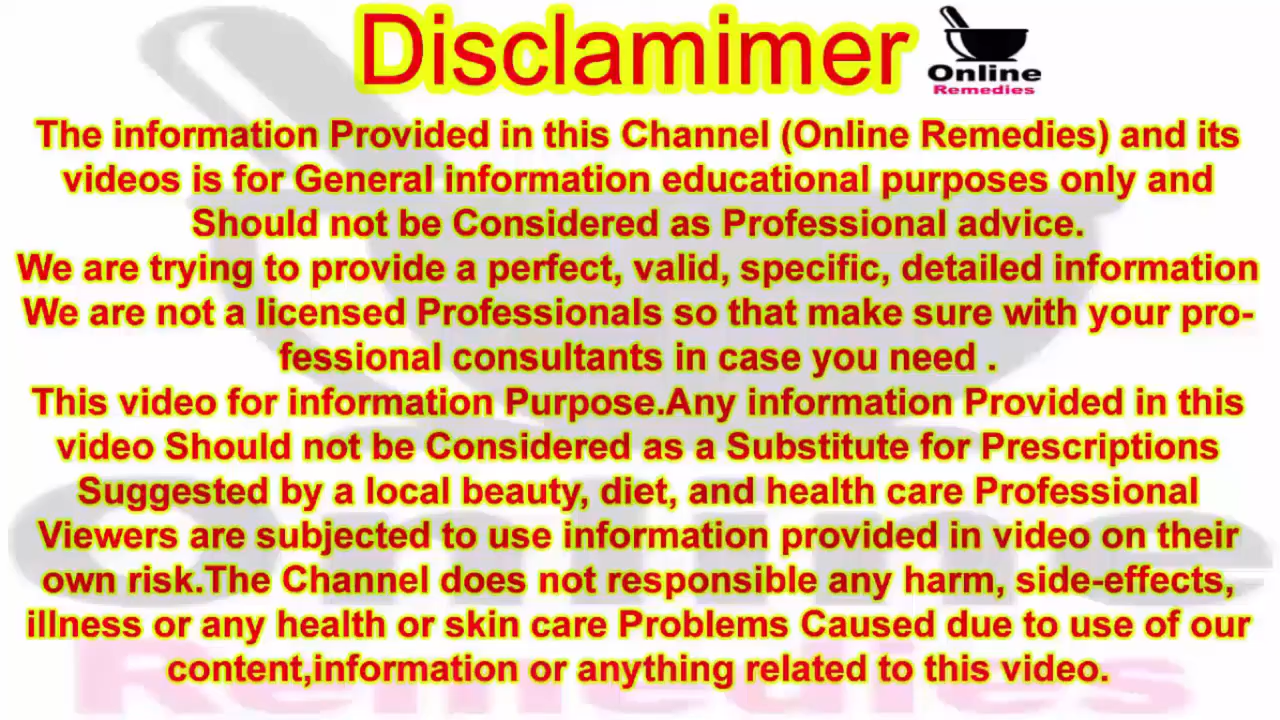 Disclamimer
Online
Remedies
The information Provided in this Channel (Online Remedies) and its
videos is for General information educational purposes only and
Should not be Considered as Professional advice.
We are trying to provide a perfect, valid, specific, detailed information
We are not a licensed Professionals so that make sure with your pro-
fessional consultants in case you need .
This video for information Purpose.Any information Provided in this
video Should not be Considered as a Substitute for Prescriptions
Suggested by a local beauty, diet, and health care Professional
Viewers are subjected to use information provided in video on their
own risk.The Channel does not responsible any harm, side-effects,
illness or any health or skin care Problems Caused due to use of our
content,information or anything related to this video.
Online
Remedies